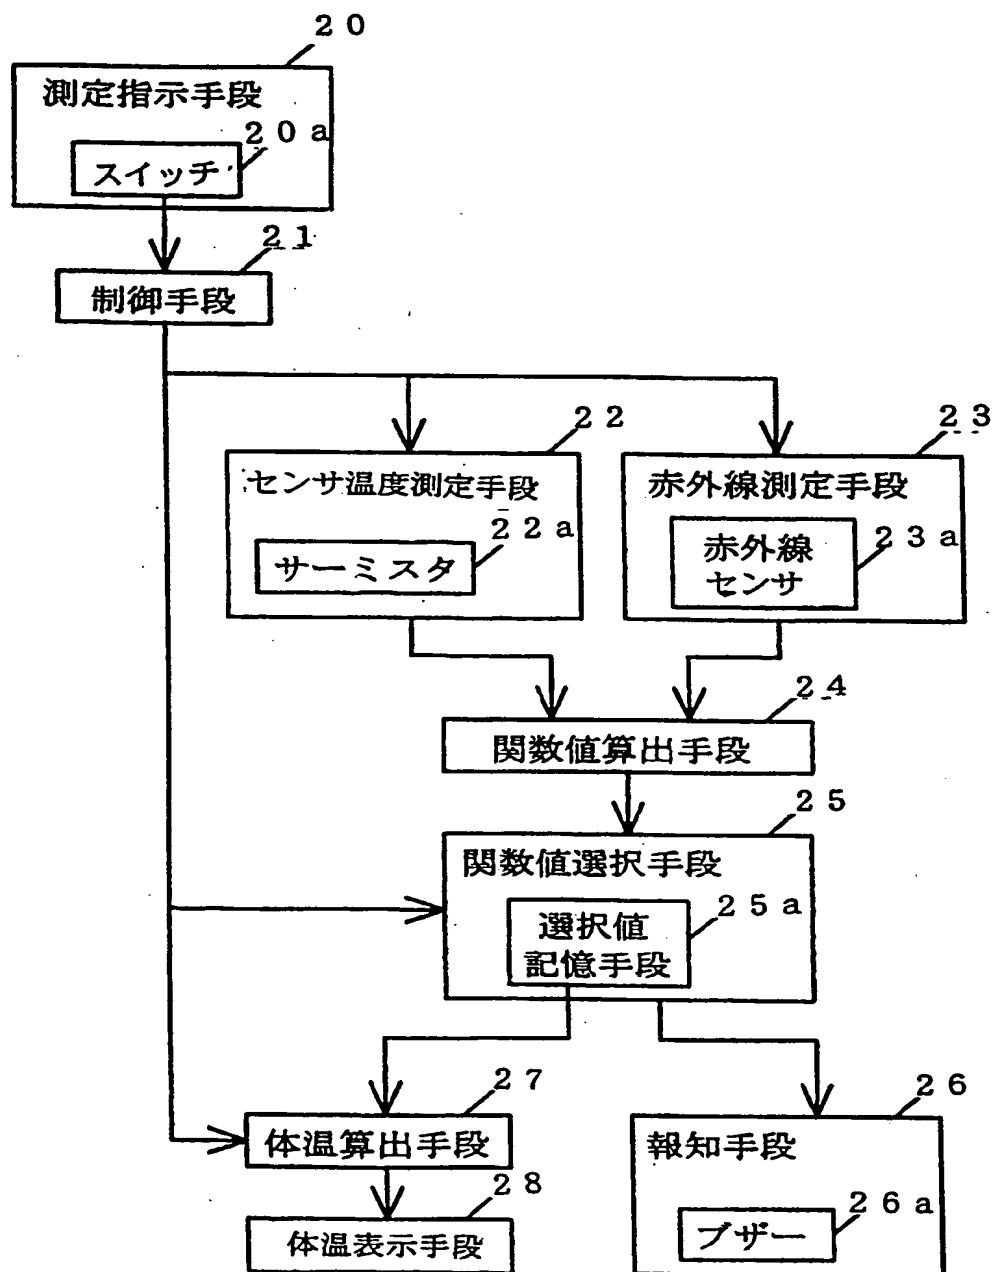 20
測定指示手段
20a
スイッチ
21
制御手段
22
センサ温度測定手段
22a
サーミスタ
23
赤外線測定手段
23a
赤外線
センサ
24
関数値算出手段
25
関数値選択手段
25a
選択値
記憶手段
27
体温算出手段
28
体温表示手段
26
報知手段
26a
ブザー